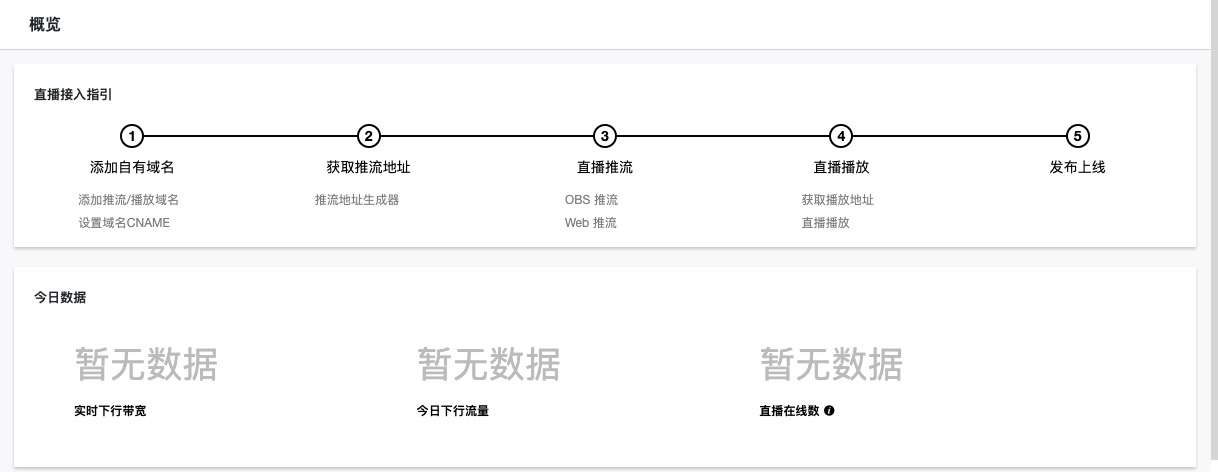 概览
直播接入指引
1 2 3 4 5
添加自有域名 获取推流地址 直播推流 直播播放 发布上线
添加推流/播放域名 推流地址生成器 OBS 推流 获取播放地址
设置域名CNAME Web 推流 直播播放
今日数据
暂无数据 暂无数据 暂无数据
实时下行带宽 今日下行流量 直播在线数 i